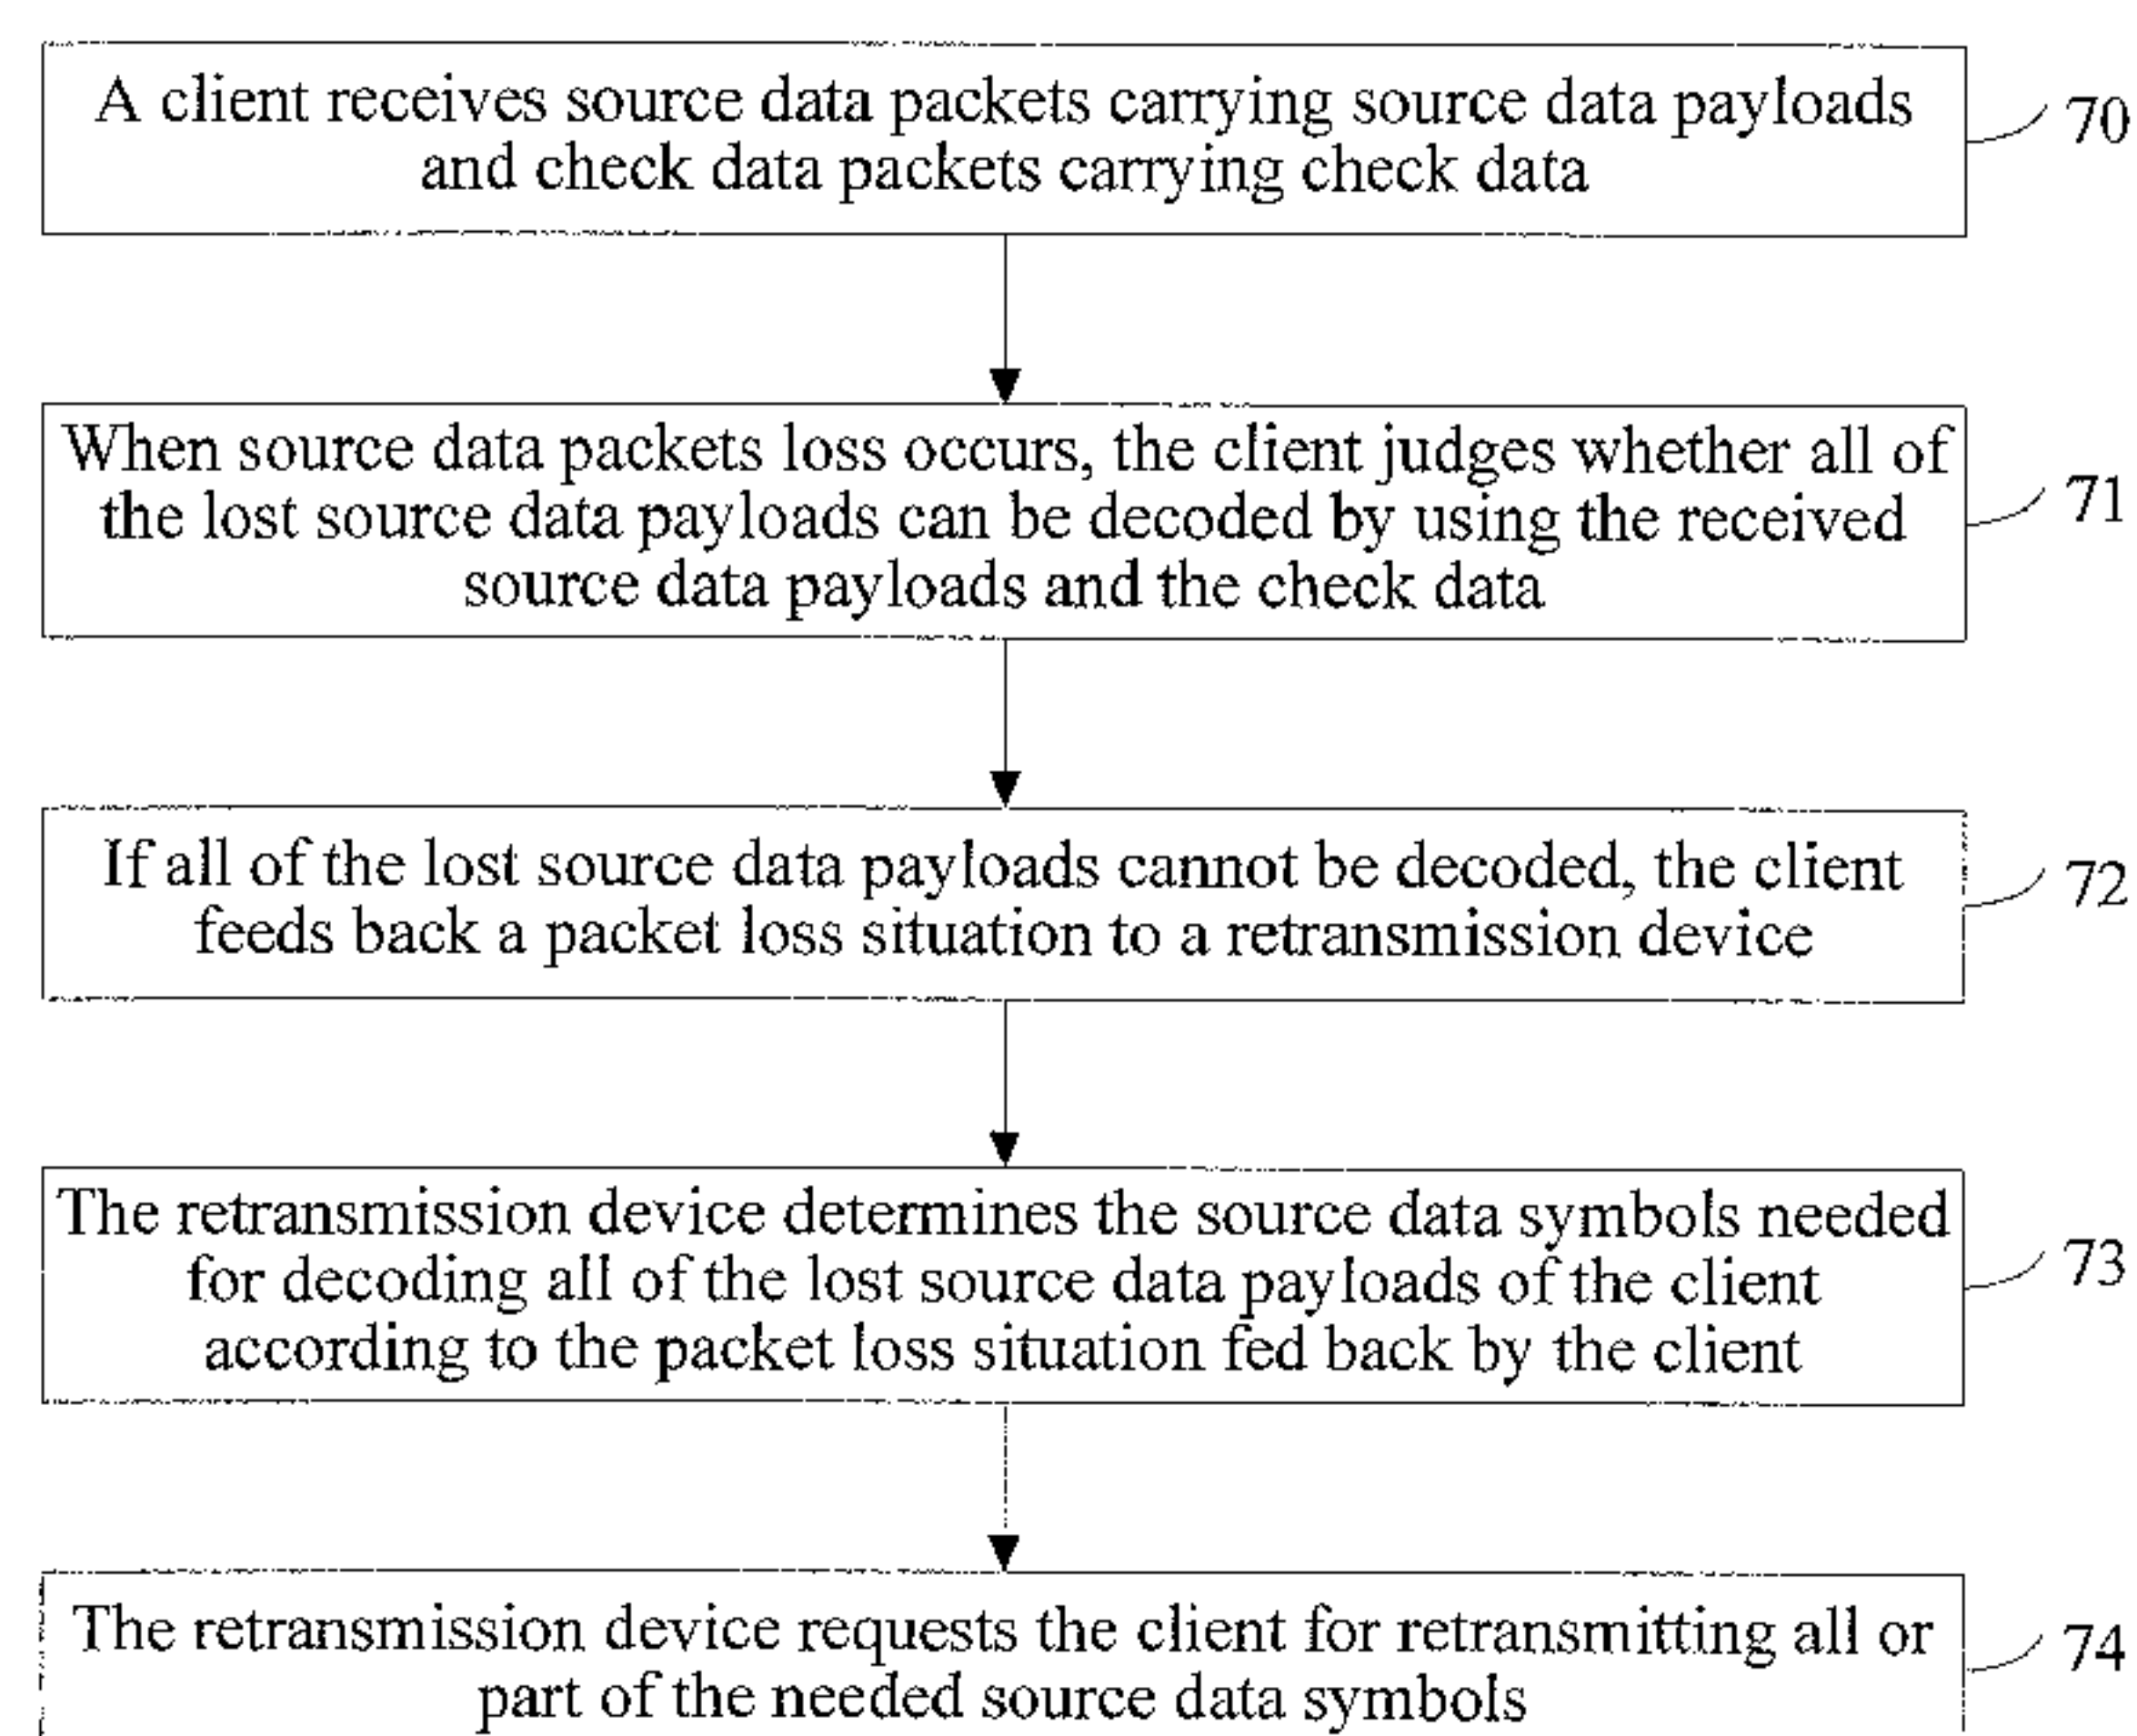 A client receives source data packets carrying source data payloads
and check data packets carrying check data
70
When source data packets loss occurs, the client judges whether all of
the lost source data payloads can be decoded by using the received
source data payloads and the check data
71
If all of the lost source data payloads cannot be decoded, the client
feeds back a packet loss situation to a retransmission device
72
The retransmission device determines the source data symbols needed
for decoding all of the lost source data payloads of the client
according to the packet loss situation fed back by the client
73
The retransmission device requests the client for retransmitting all or
part of the needed source data symbols
74